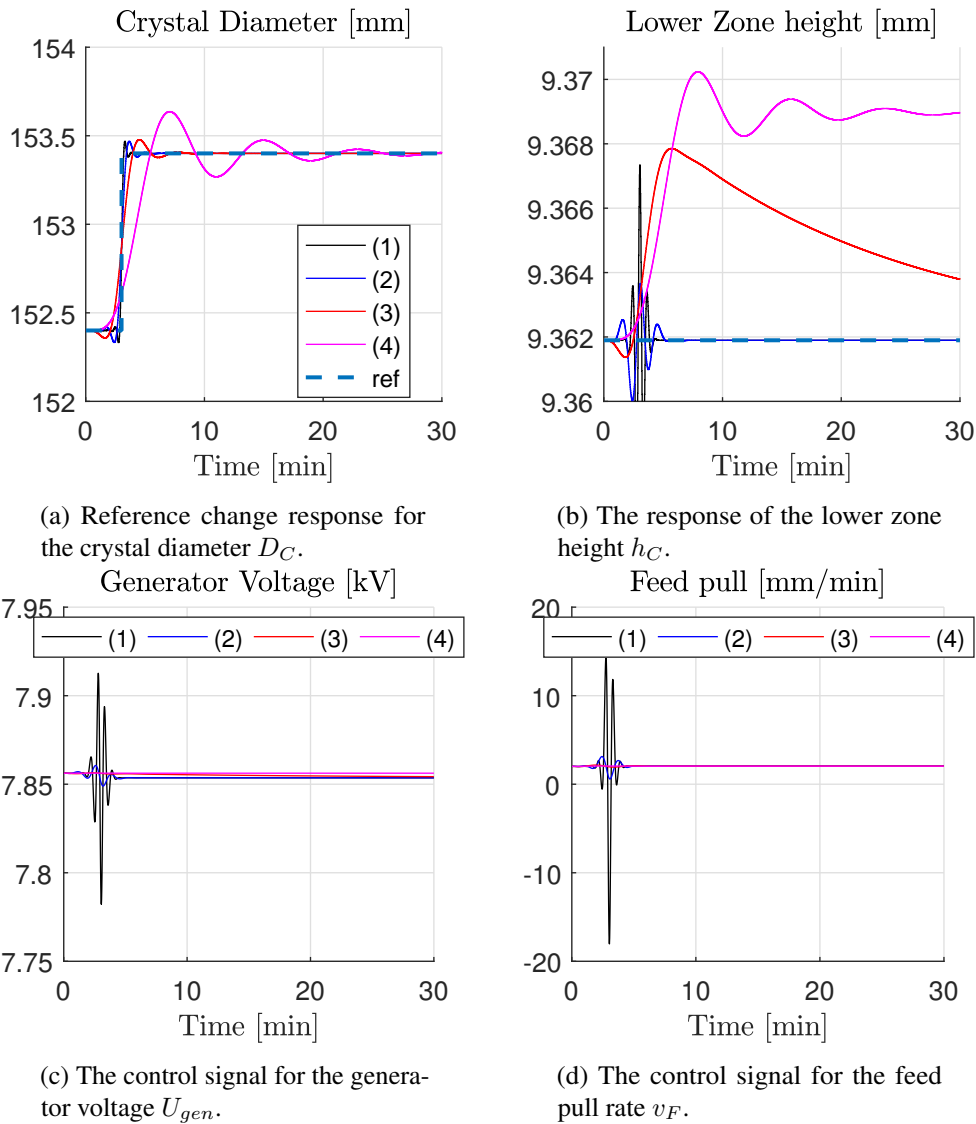 Crystal Diameter [mm]
154
153.5
153
152.5
152
(1)
(2)
(3)
(4)
ref
0 10 20 30
Time [min]
Lower Zone height [mm]
9.37
9.368
9.366
9.364
9.362
9.36
0 10 20 30
Time [min]
(a) Reference change response for
the crystal diameter D_C.
(b) The response of the lower zone
height h_C.
Generator Voltage [kV]
7.95
(1) (2) (3) (4)
7.9
7.85
7.8
7.75
0 10 20 30
Time [min]
Feed pull [mm/min]
20
(1) (2) (3) (4)
10
0
-10
-20
0 10 20 30
Time [min]
(c) The control signal for the genera-
tor voltage U_{gen}.
(d) The control signal for the feed
pull rate v_F.